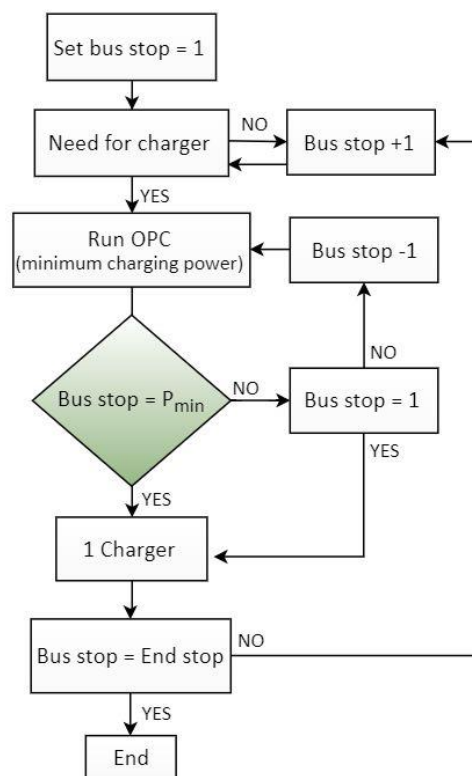 Set bus stop = 1
Need for charger
NO
Bus stop +1
YES
Run OPC
(minimum charging power)
Bus stop -1
NO
Bus stop = Pmin
NO
Bus stop = 1
YES
YES
1 Charger
Bus stop = End stop
NO
YES
End